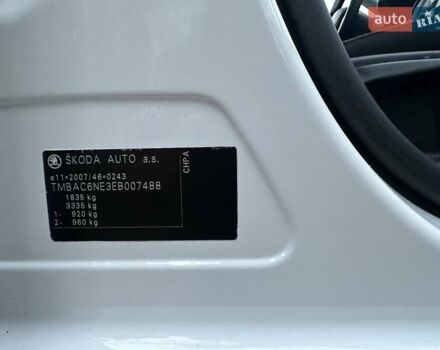 ŠKODA AUTO a.s.
e11*2007/46*0243
TMBAC6NE3EB007488
1835 kg
3335 kg
1- 920 kg
2- 960 kg
CHPA
auto
RIA